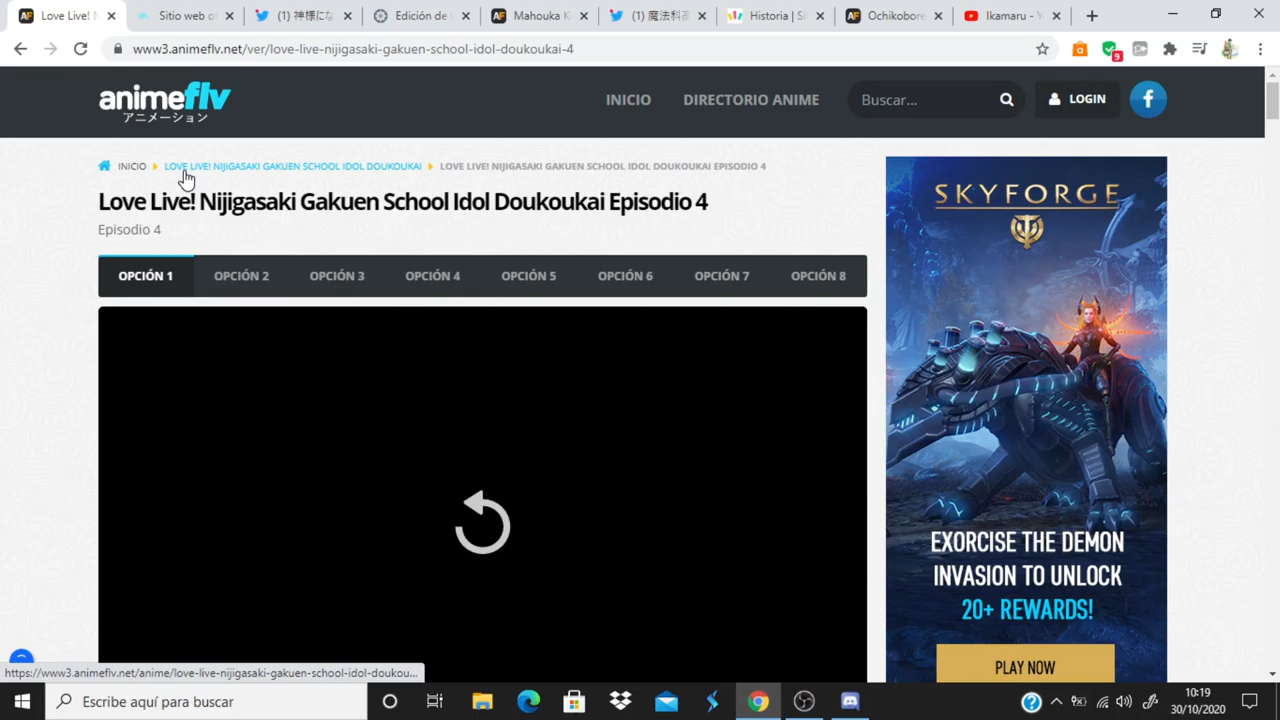 Love Live! N
Sitio web o
(1) 神様にな
Edición de
Mahouka K
(1) 魔法科高
Historia | Si
Ochikobore
Ikamaru - Y
www3.animeflv.net/ver/love-live-nijigasaki-gakuen-school-idol-doukoukai-4
9
animeflv
アニメーション
INICIO
DIRECTORIO ANIME
Buscar...
LOGIN
INICIO
LOVE LIVE! NIJIGASAKI GAKUEN SCHOOL IDOL DOUKOUKAI
LOVE LIVE! NIJIGASAKI GAKUEN SCHOOL IDOL DOUKOUKAI EPISODIO 4
Love Live! Nijigasaki Gakuen School Idol Doukoukai Episodio 4
Episodio 4
OPCIÓN 1
OPCIÓN 2
OPCIÓN 3
OPCIÓN 4
OPCIÓN 5
OPCIÓN 6
OPCIÓN 7
OPCIÓN 8
SKYFORGE
EXORCISE THE DEMON
INVASION TO UNLOCK
20+ REWARDS!
PLAY NOW
https://www3.animeflv.net/anime/love-live-nijigasaki-gakuen-school-idol-doukou...
Escribe aquí para buscar
10:19
30/10/2020